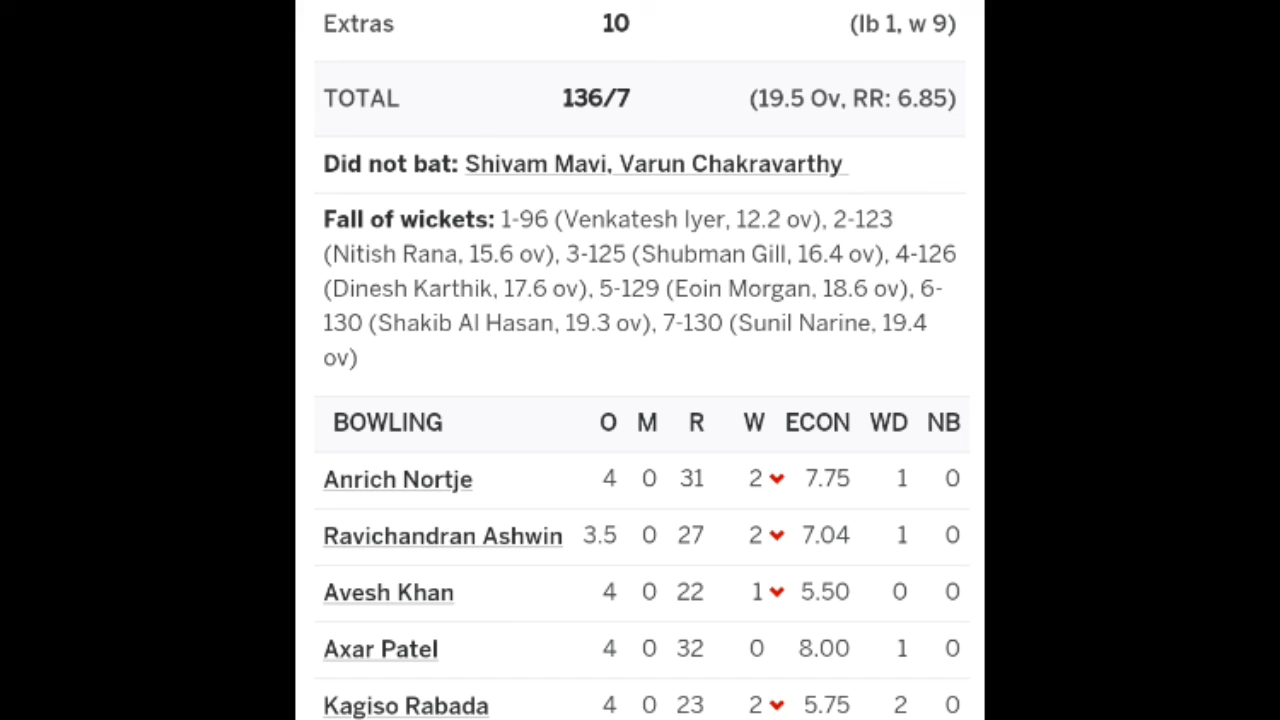 Extras 10 (lb 1, w 9)
TOTAL 136/7 (19.5 Ov, RR: 6.85)
Did not bat: Shivam Mavi, Varun Chakravarthy
Fall of wickets: 1-96 (Venkatesh Iyer, 12.2 ov), 2-123
(Nitish Rana, 15.6 ov), 3-125 (Shubman Gill, 16.4 ov), 4-126
(Dinesh Karthik, 17.6 ov), 5-129 (Eoin Morgan, 18.6 ov), 6-
130 (Shakib Al Hasan, 19.3 ov), 7-130 (Sunil Narine, 19.4
ov)
BOWLING O M R W ECON WD NB
Anrich Nortje 4 0 31 2 7.75 1 0
Ravichandran Ashwin 3.5 0 27 2 7.04 1 0
Avesh Khan 4 0 22 1 5.50 0 0
Axar Patel 4 0 32 0 8.00 1 0
Kagiso Rabada 4 0 23 2 5.75 2 0